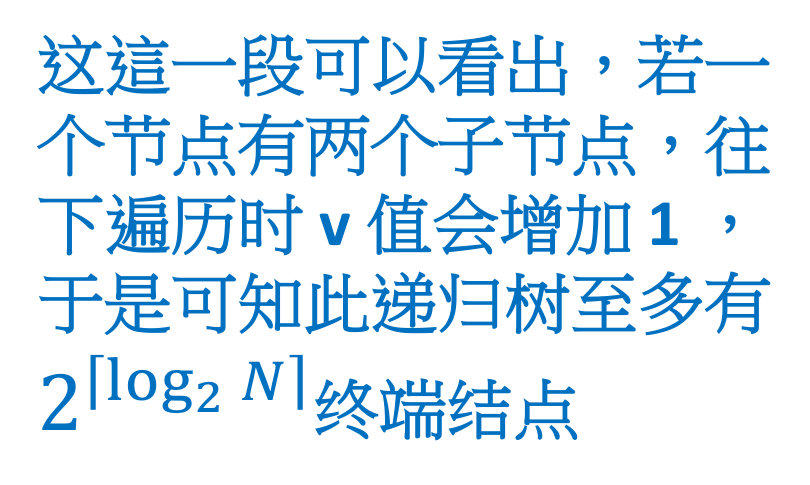 这這一段可以看出，若一
个节点有两个子节点，往
下遍历时 v 值会增加 1 ，
于是可知此递归树至多有
2^{⌈log₂ N⌉}终端结点